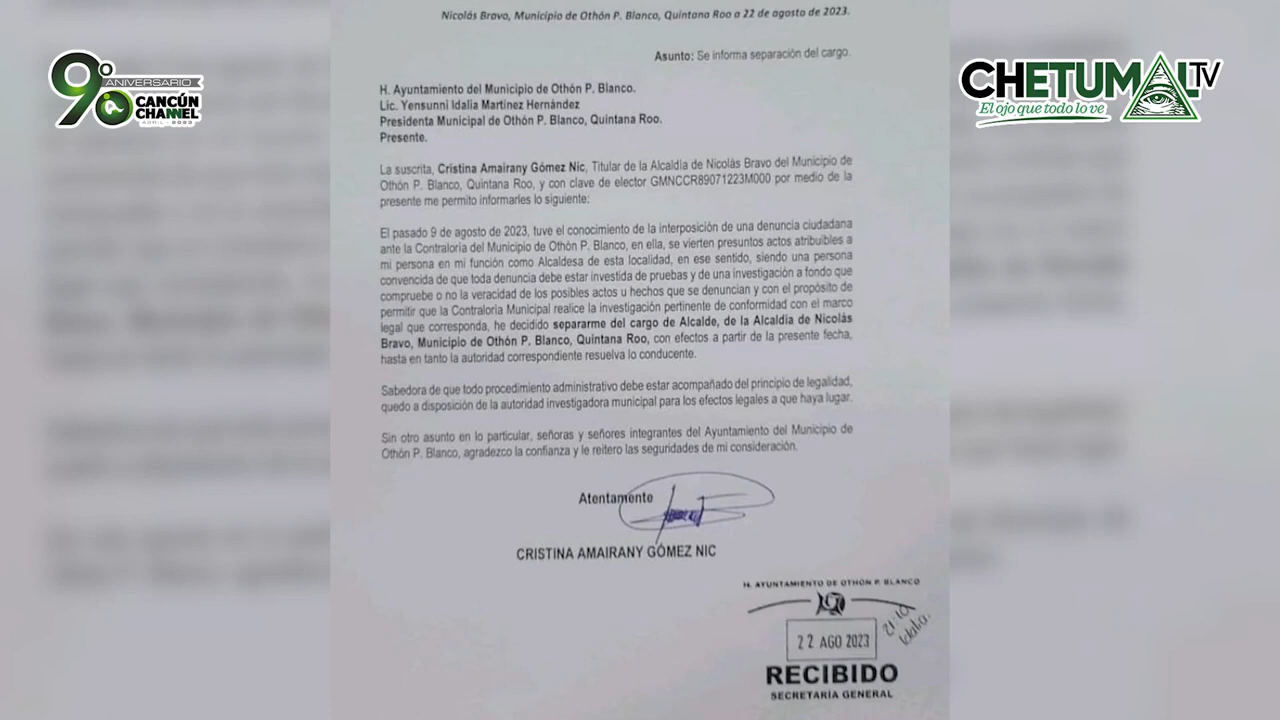 Nicolás Bravo, Municipio de Othón P. Blanco, Quintana Roo a 22 de agosto de 2023.
Asunto: Se informa separación del cargo.
9º
ANIVERSARIO
CANCÚN
CHANNEL
ABRIL - 2023
CHETUMAL TV
El ojo que todo lo ve
H. Ayuntamiento del Municipio de Othón P. Blanco.
Lic. Yensunni Idalia Martínez Hernández
Presidenta Municipal de Othón P. Blanco, Quintana Roo.
Presente.
La suscrita, Cristina Amairany Gómez Nic, Titular de la Alcaldía de Nicolás Bravo del Municipio de
Othón P. Blanco, Quintana Roo, y con clave de elector GMNCCR89071223M000 por medio de la
presente me permito informarles lo siguiente:
El pasado 9 de agosto de 2023, tuve el conocimiento de la interposición de una denuncia ciudadana
ante la Contraloría del Municipio de Othón P. Blanco, en ella, se vierten presuntos actos atribuibles a
mi persona en mi función como Alcaldesa de esta localidad, en ese sentido, siendo una persona
convencida de que toda denuncia debe estar investida de pruebas y de una investigación a fondo que
compruebe o no la veracidad de los posibles actos u hechos que se denuncian y con el propósito de
permitir que la Contraloría Municipal realice la investigación pertinente de conformidad con el marco
legal que corresponda, he decidido separarme del cargo de Alcalde, de la Alcaldía de Nicolás
Bravo, Municipio de Othón P. Blanco, Quintana Roo, con efectos a partir de la presente fecha,
hasta en tanto la autoridad correspondiente resuelva lo conducente.
Sabedora de que todo procedimiento administrativo debe estar acompañado del principio de legalidad,
quedo a disposición de la autoridad investigadora municipal para los efectos legales a que haya lugar.
Sin otro asunto en lo particular, señoras y señores integrantes del Ayuntamiento del Municipio de
Othón P. Blanco, agradezco la confianza y le reitero las seguridades de mi consideración.
Atentamente
CRISTINA AMAIRANY GÓMEZ NIC
H. AYUNTAMIENTO DE OTHÓN P. BLANCO
21:10
22 AGO 2023
RECIBIDO
SECRETARÍA GENERAL